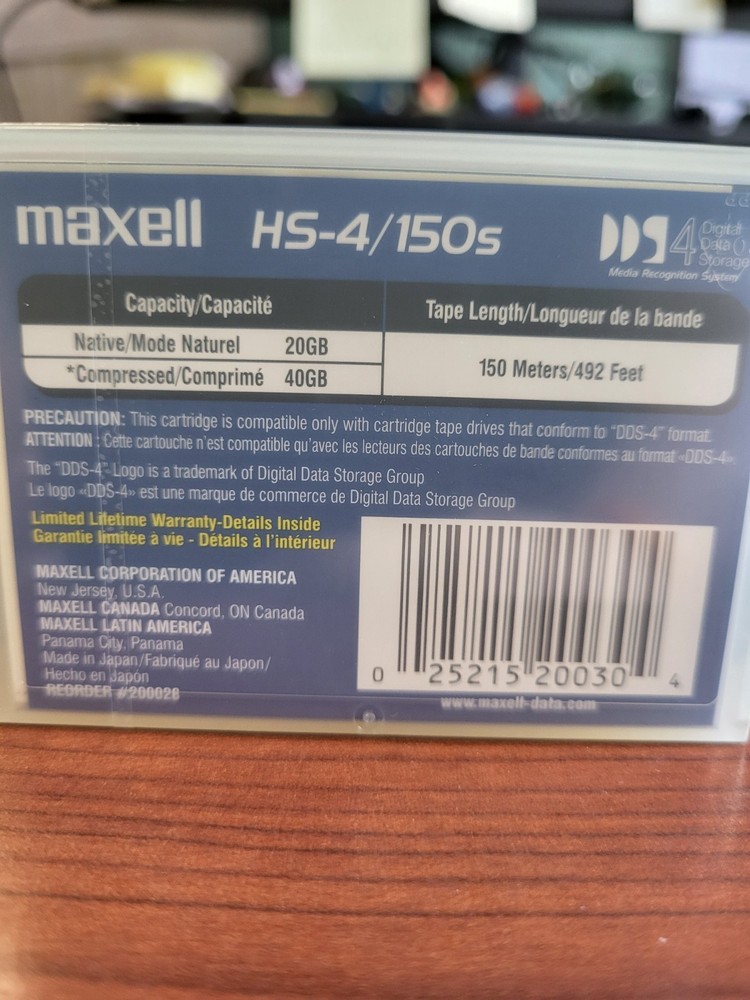 maxell HS-4/150s DDS 4 Digital Data Storage
Media Recognition System
Capacity/Capacité
Tape Length/Longueur de la bande
Native/Mode Naturel 20GB
*Compressed/Comprimé 40GB
150 Meters/492 Feet
PRECAUTION: This cartridge is compatible only with cartridge tape drives that conform to "DDS-4" format.
ATTENTION : Cette cartouche n'est compatible qu'avec les lecteurs des cartouches de bande conformes au format «DDS-4».
The "DDS-4" Logo is a trademark of Digital Data Storage Group
Le logo «DDS-4» est une marque de commerce de Digital Data Storage Group
Limited Lifetime Warranty-Details Inside
Garantie limitée à vie - Détails à l'intérieur
MAXELL CORPORATION OF AMERICA
New Jersey, U.S.A.
MAXELL CANADA Concord, ON Canada
MAXELL LATIN AMERICA
Panama City, Panama
Made in Japan/Fabriqué au Japon/
Hecho en Japón
REORDER #200028
0 25215 20030 4
www.maxell-data.com